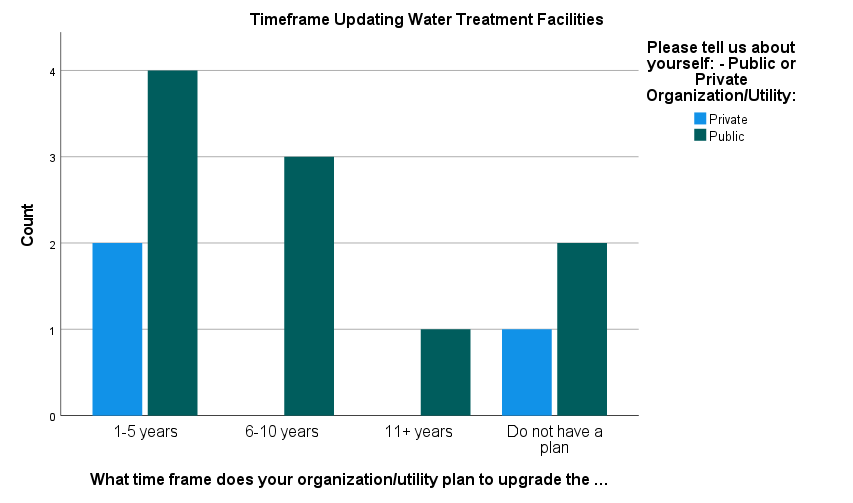 Timeframe Updating Water Treatment Facilities
Please tell us about
yourself: - Public or
Private
Organization/Utility:
Private
Public
Count
4
3
2
1
0
1-5 years
6-10 years
11+ years
Do not have a
plan
What time frame does your organization/utility plan to upgrade the ...